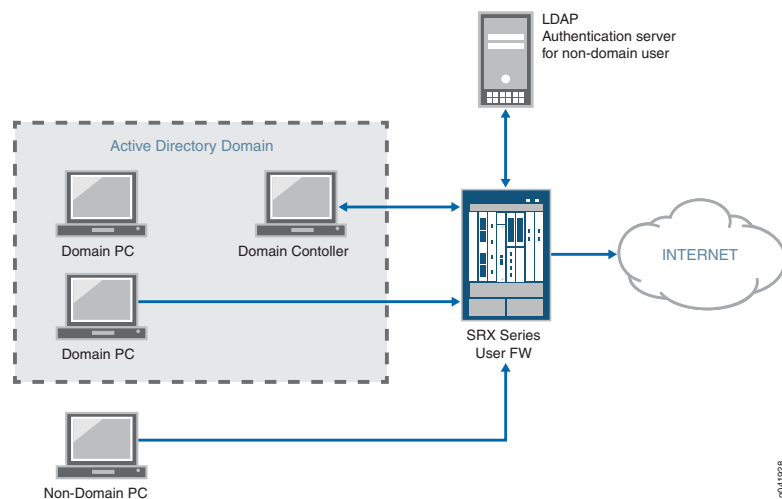 LDAP
Authentication server
for non-domain user
Active Directory Domain
Domain PC
Domain Contoller
INTERNET
Domain PC
SRX Series
User FW
Non-Domain PC